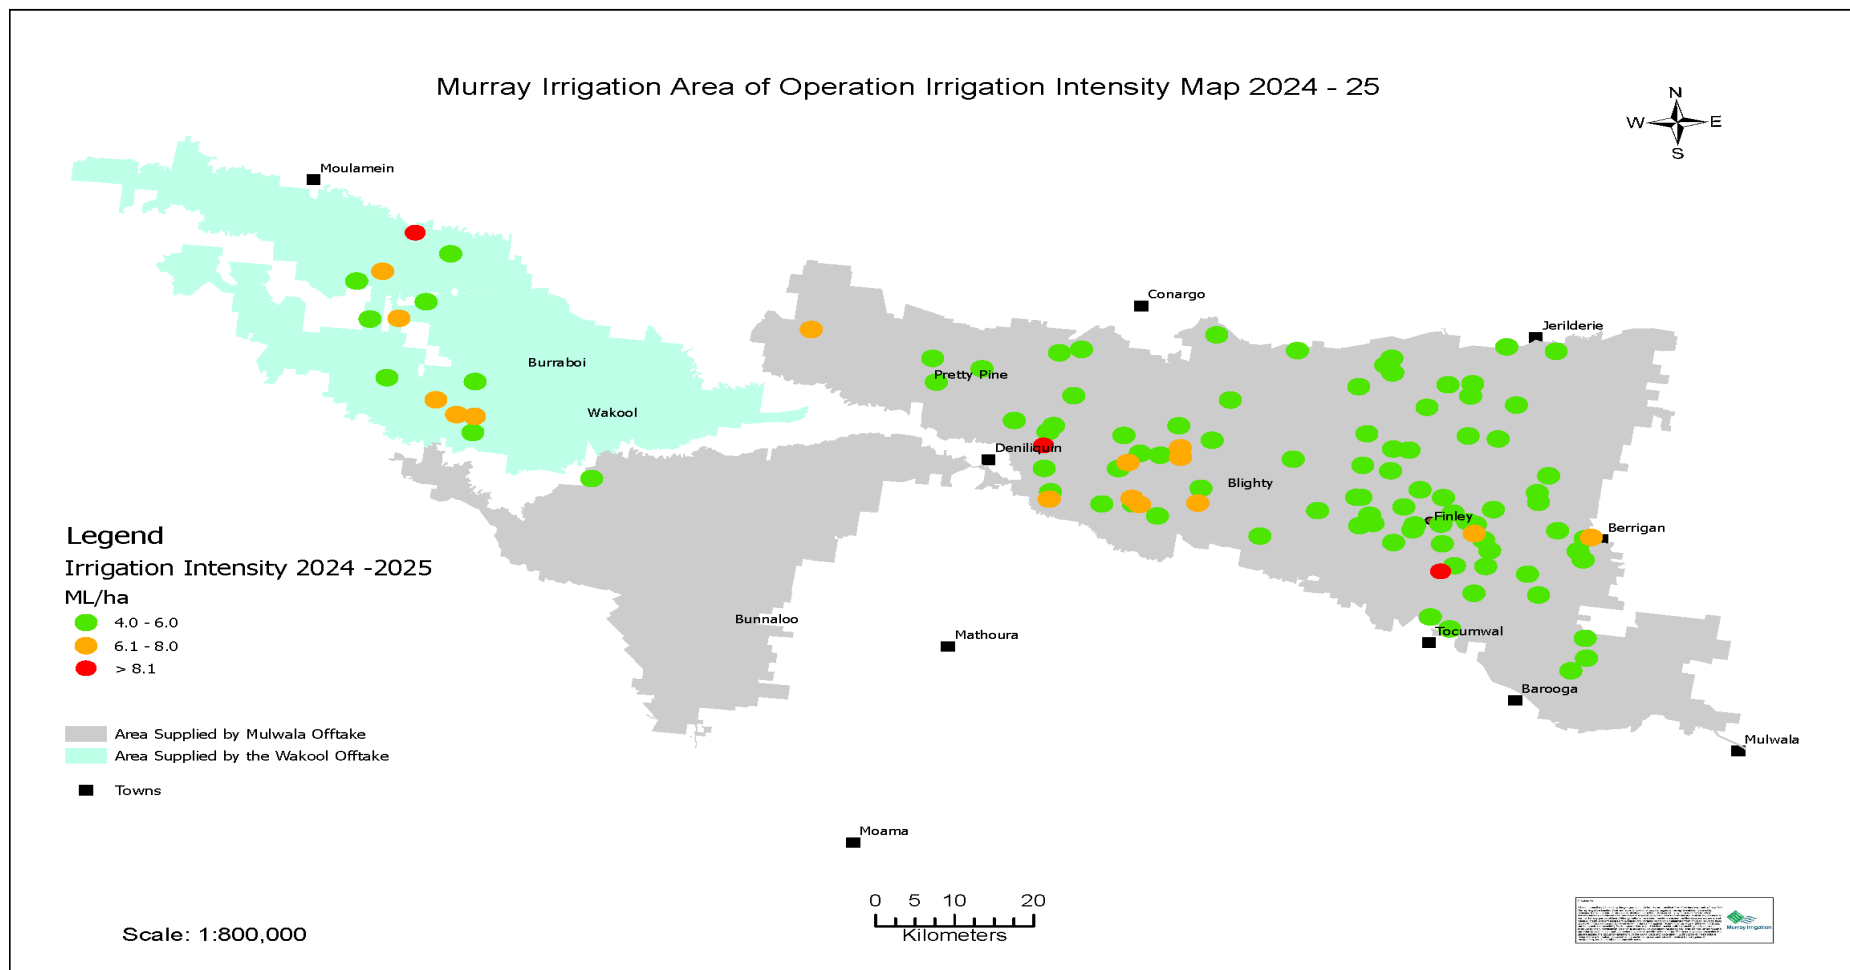 Murray Irrigation Area of Operation Irrigation Intensity Map 2024 - 25
N
W E
S
Moulamein
Conargo
Jerilderie
Burraboi
Pretty Pine
Wakool
Deniliquin
Blighty
Finley
Berrigan
Legend
Irrigation Intensity 2024 -2025
ML/ha
4.0 - 6.0
6.1 - 8.0
> 8.1
Bunnaloo
Mathoura
Tocumwal
Barooga
Mulwala
Area Supplied by Mulwala Offtake
Area Supplied by the Wakool Offtake
Towns
Moama
0 5 10 20
Kilometers
Scale: 1:800,000
Murray Irrigation